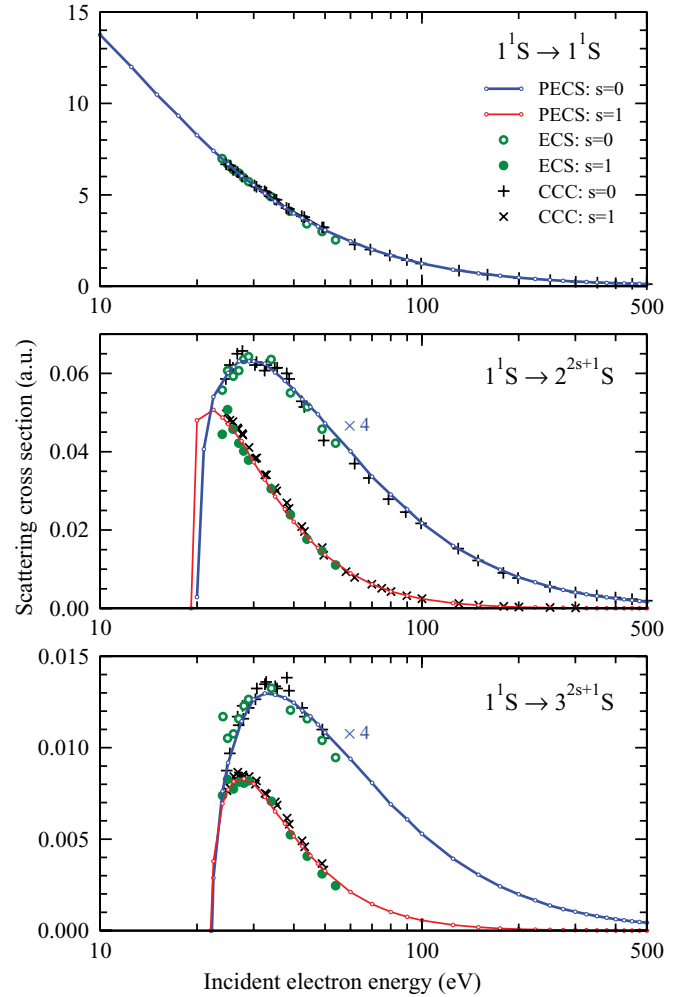 15
1¹S → 1¹S
PECS: s=0
PECS: s=1
10
ECS: s=0
ECS: s=1
CCC: s=0
5
CCC: s=1
0
10
100
500
0.06
1¹S → 2²ˢ⁺¹S
× 4
0.04
0.02
0.00
10
100
500
Scattering cross section (a.u.)
0.015
1¹S → 3²ˢ⁺¹S
× 4
0.010
0.005
0.000
10
100
500
Incident electron energy (eV)